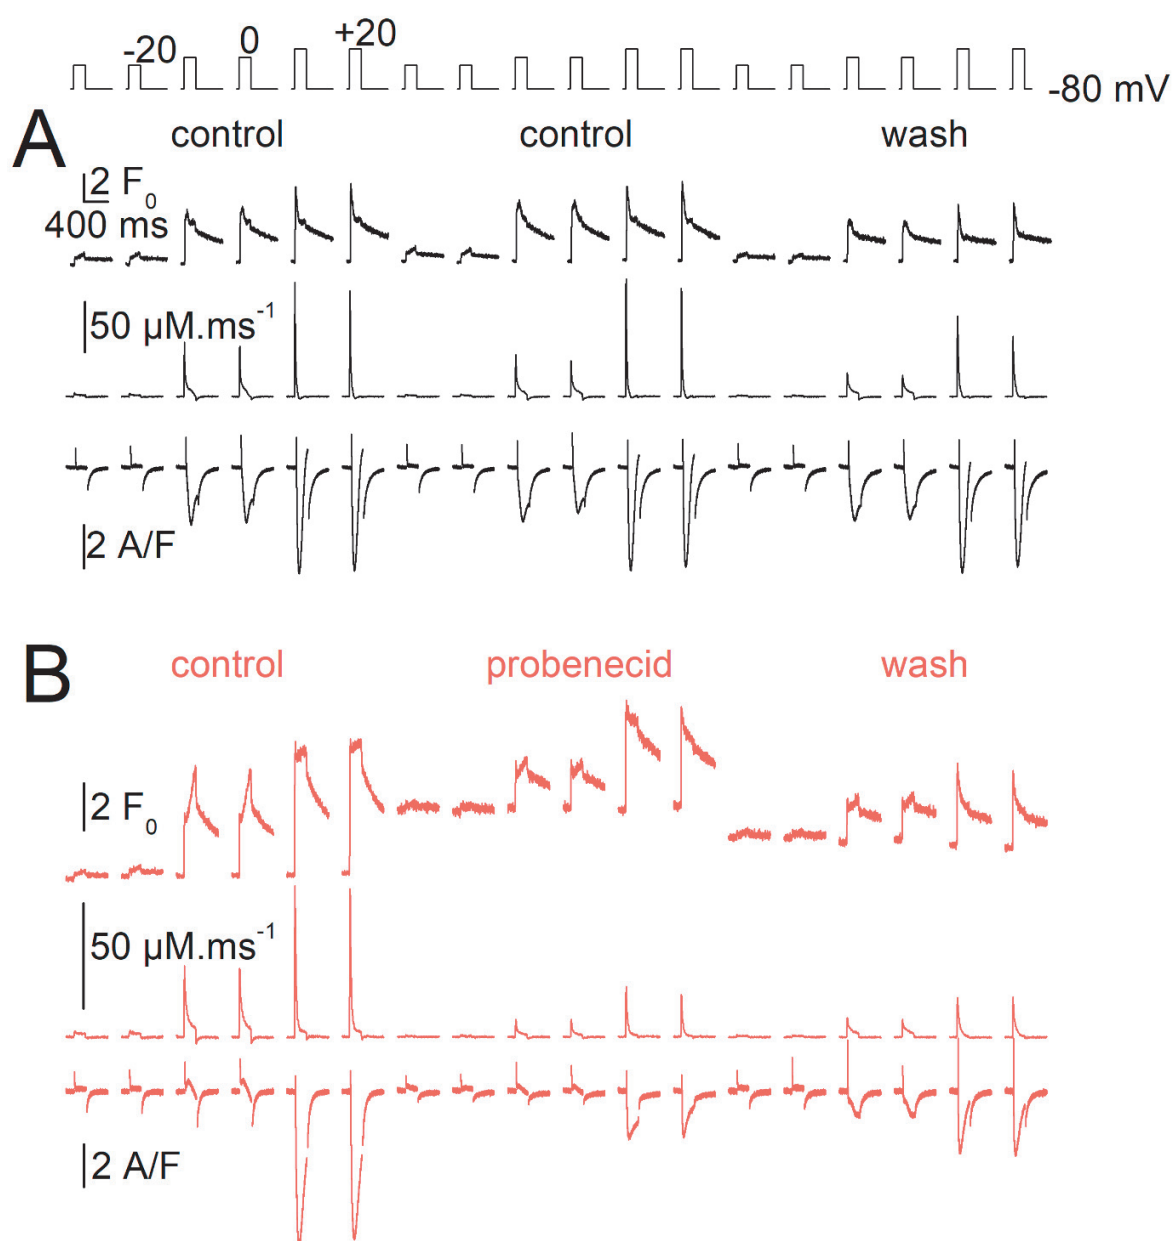 -20 0 +20
-80 mV
A
control control wash
2 F0
400 ms
50 µM.ms-1
2 A/F
B
control probenecid wash
2 F0
50 µM.ms-1
2 A/F